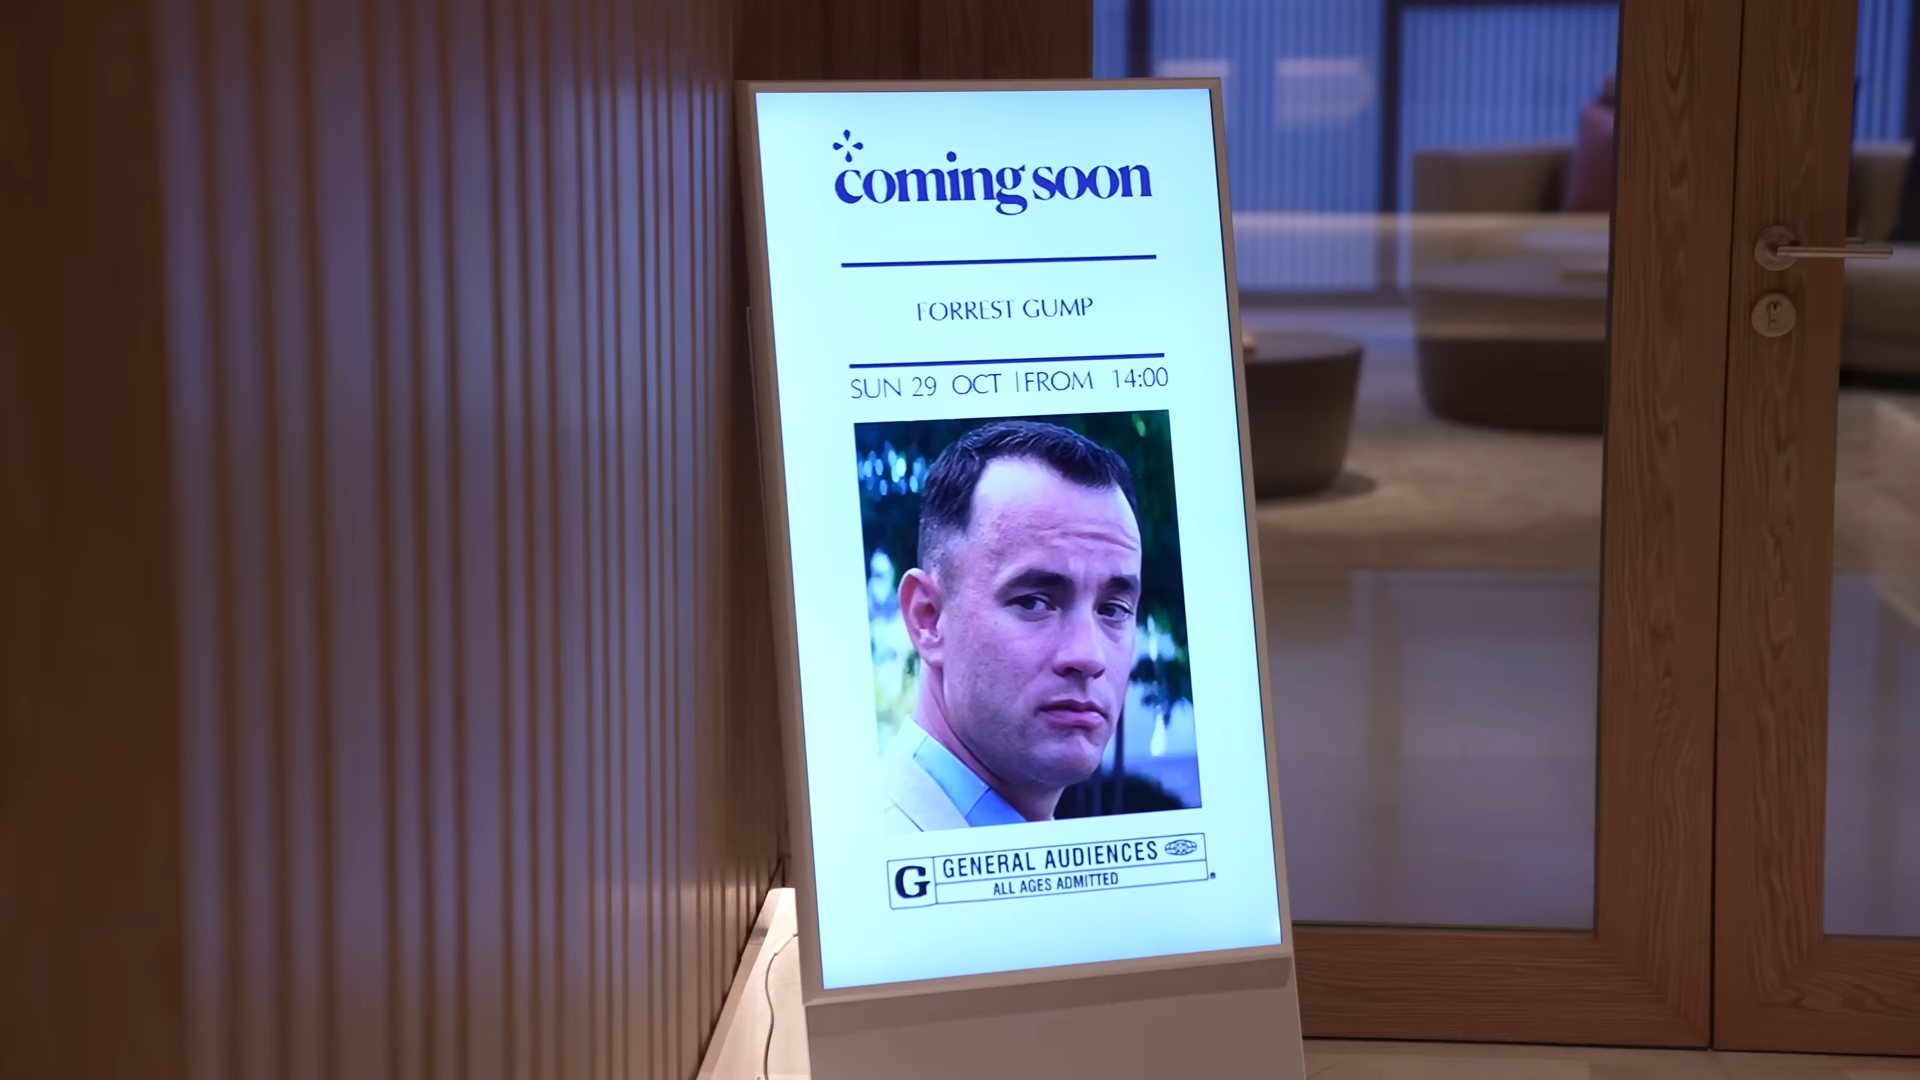 coming soon
FORREST GUMP
SUN 29 OCT | FROM 14:00
G
GENERAL AUDIENCES
ALL AGES ADMITTED